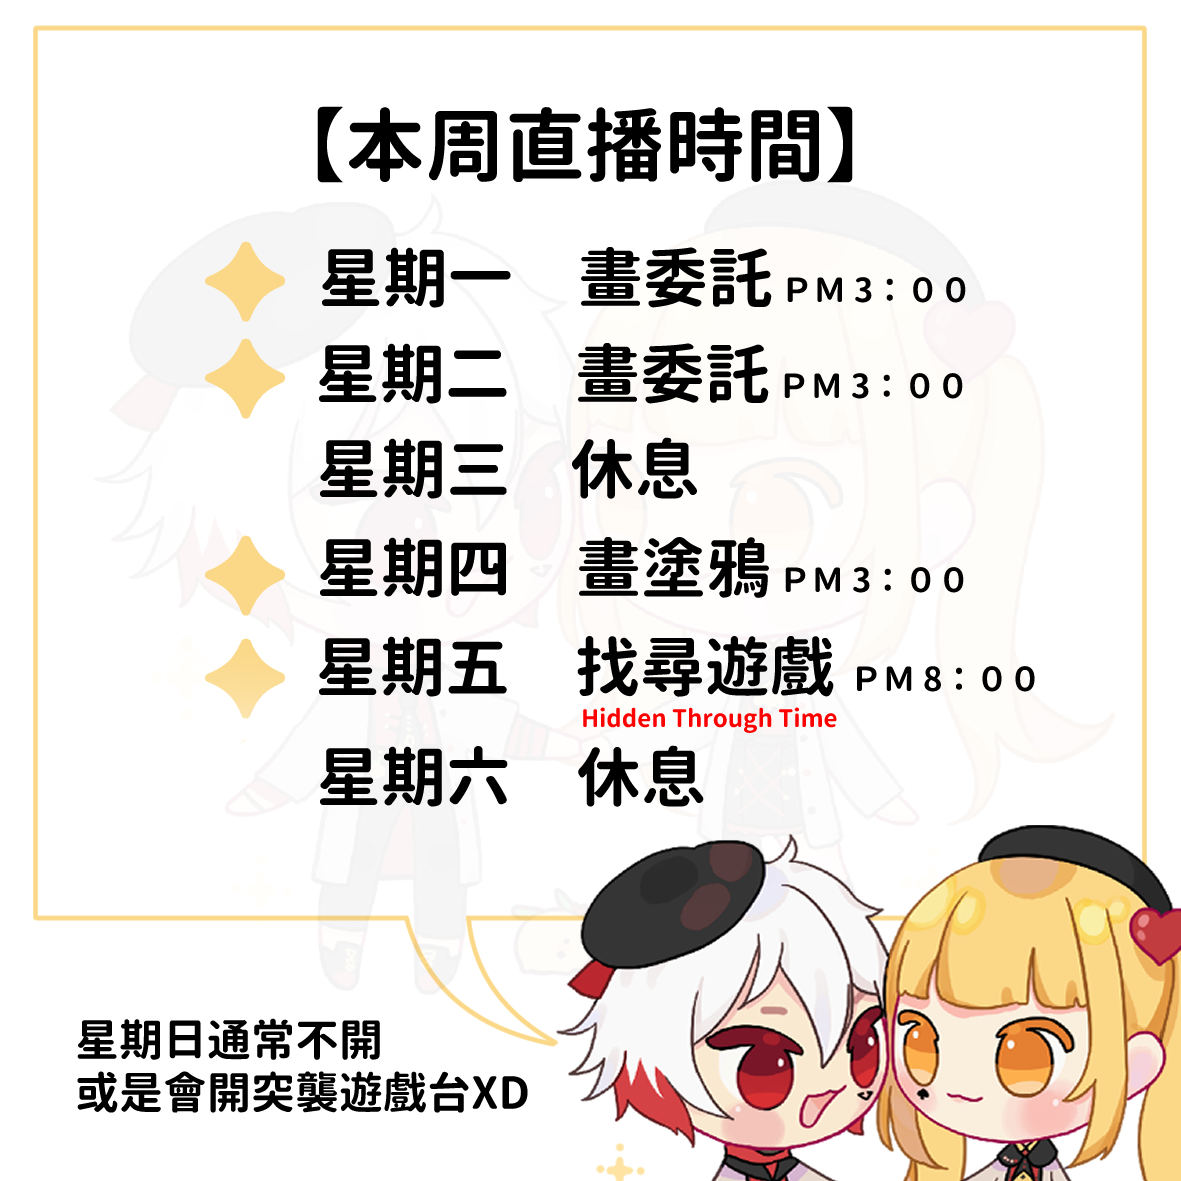 【本周直播時間】
星期一 畫委託 PM3：00
星期二 畫委託 PM3：00
星期三 休息
星期四 畫塗鴉 PM3：00
星期五 找尋遊戲 PM8：00
Hidden Through Time
星期六 休息
星期日通常不開
或是會開突襲遊戲台XD